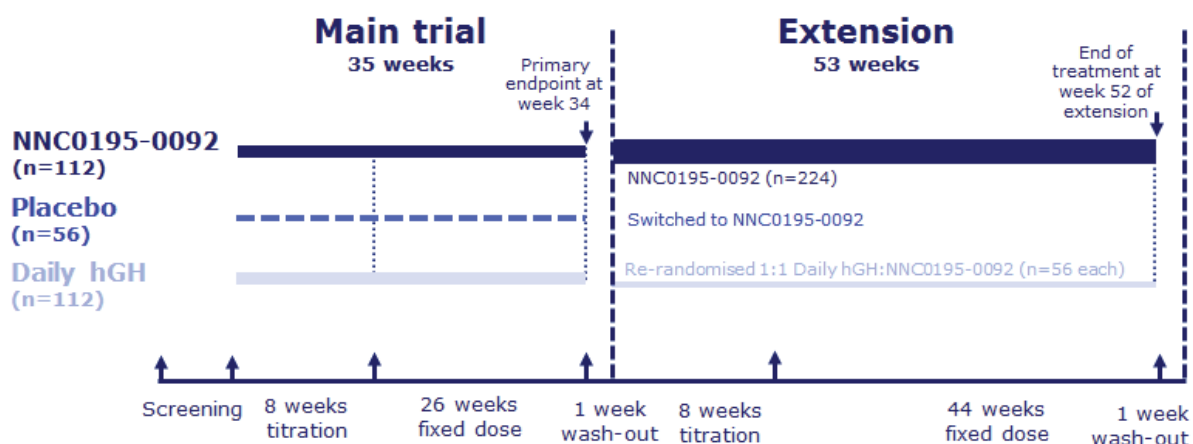 Main trial
35 weeks
Primary
endpoint at
week 34
Extension
53 weeks
End of
treatment at
week 52 of
extension
NNC0195-0092
(n=112)
NNC0195-0092 (n=224)
Placebo
(n=56)
Switched to NNC0195-0092
Daily hGH
(n=112)
Re-randomised 1:1 Daily hGH:NNC0195-0092 (n=56 each)
Screening
8 weeks
titration
26 weeks
fixed dose
1 week
wash-out
8 weeks
titration
44 weeks
fixed dose
1 week
wash-out